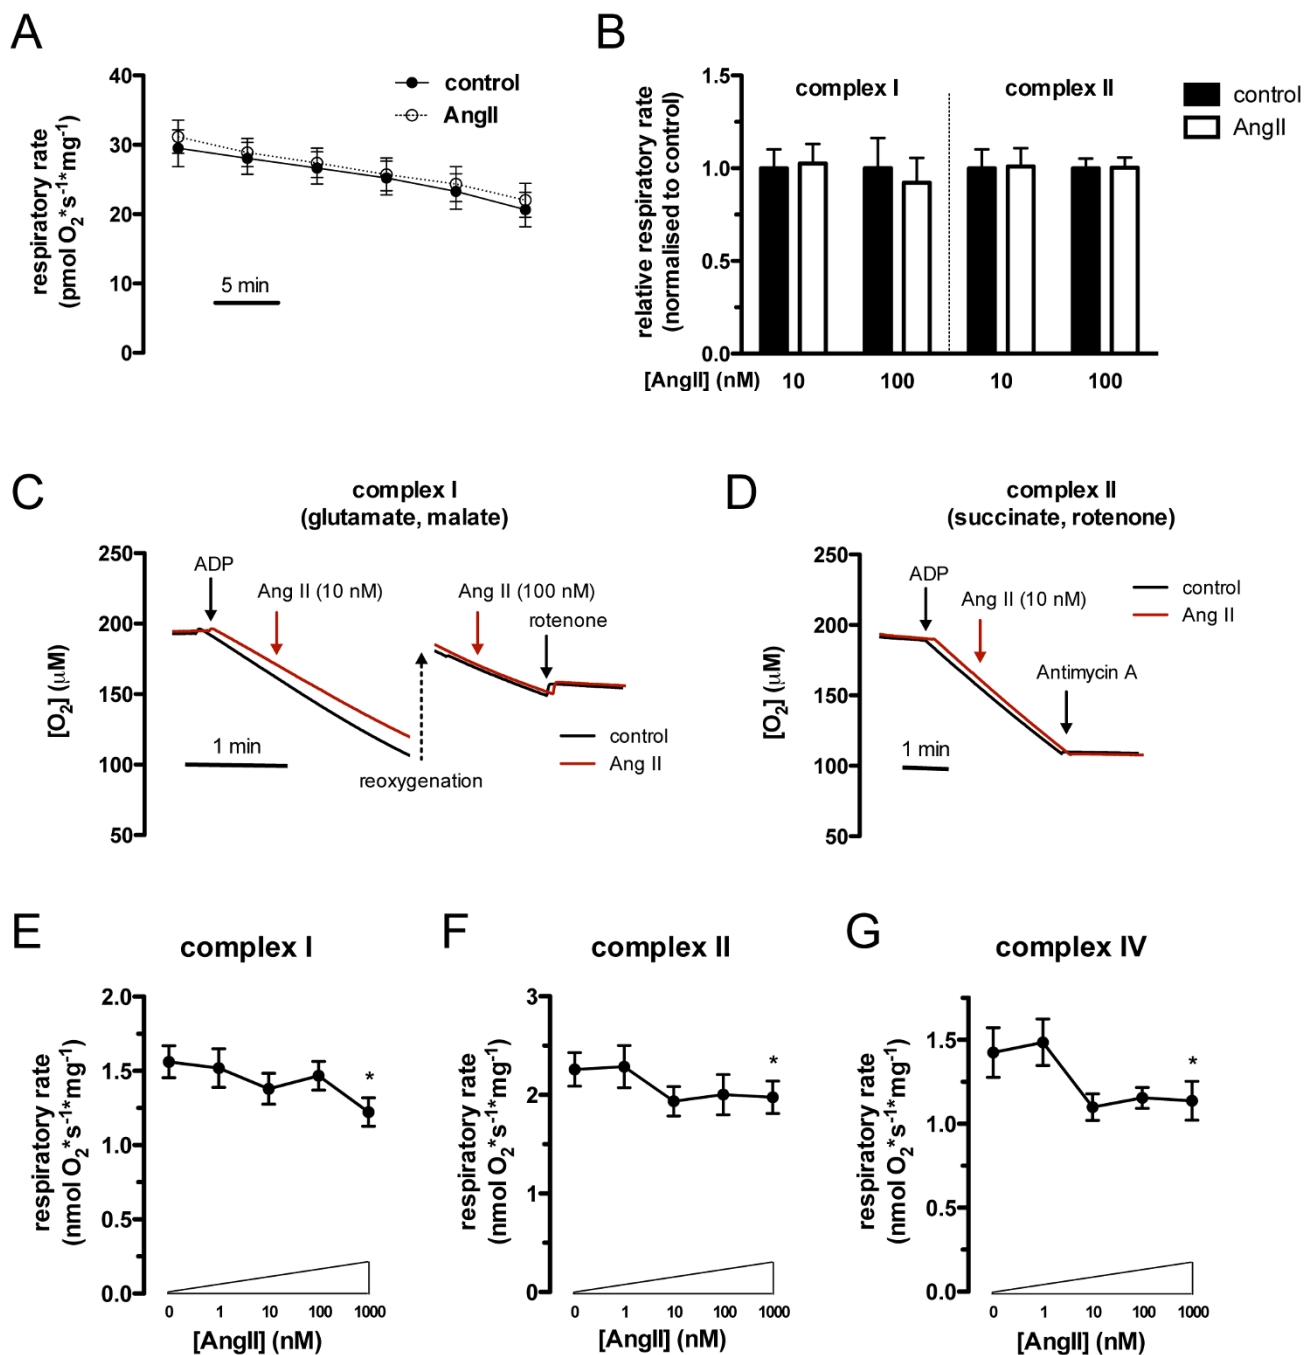 A
control
AngII
respiratory rate
(pmol O2*s-1*mg-1)
40
30
20
10
0
5 min
B
complex I
complex II
control
AngII
relative respiratory rate
(normalised to control)
1.5
1.0
0.5
0.0
[AngII] (nM)
10
100
10
100
C
complex I
(glutamate, malate)
[O2] (µM)
250
200
150
100
50
ADP
Ang II (10 nM)
Ang II (100 nM)
rotenone
1 min
reoxygenation
control
Ang II
D
complex II
(succinate, rotenone)
[O2] (µM)
250
200
150
100
50
ADP
Ang II (10 nM)
Antimycin A
control
Ang II
1 min
E
complex I
respiratory rate
(nmol O2*s-1*mg-1)
2.0
1.5
1.0
0.5
0.0
*
0 1 10 100 1000
[AngII] (nM)
F
complex II
respiratory rate
(nmol O2*s-1*mg-1)
3
2
1
0
*
0 1 10 100 1000
[AngII] (nM)
G
complex IV
respiratory rate
(nmol O2*s-1*mg-1)
1.5
1.0
0.5
0.0
*
0 1 10 100 1000
[AngII] (nM)